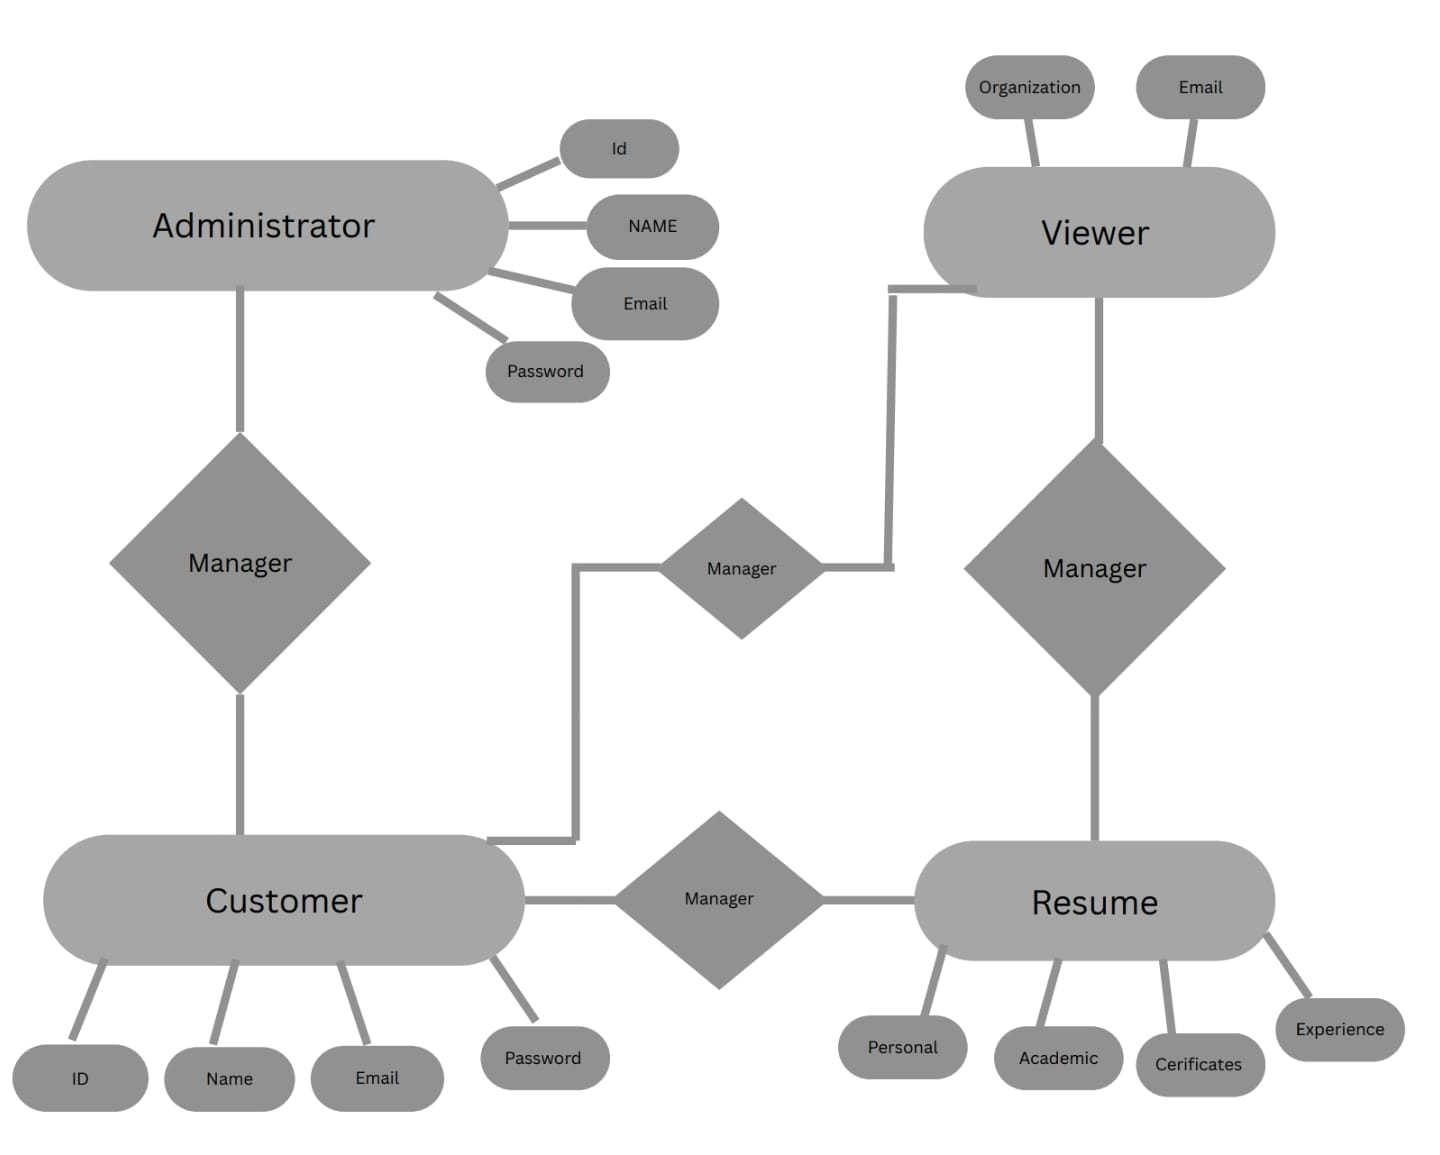 Organization
Email
Id
Administrator
NAME
Viewer
Email
Password
Manager
Manager
Manager
Customer
Manager
Resume
ID
Name
Email
Password
Personal
Academic
Cerificates
Experience